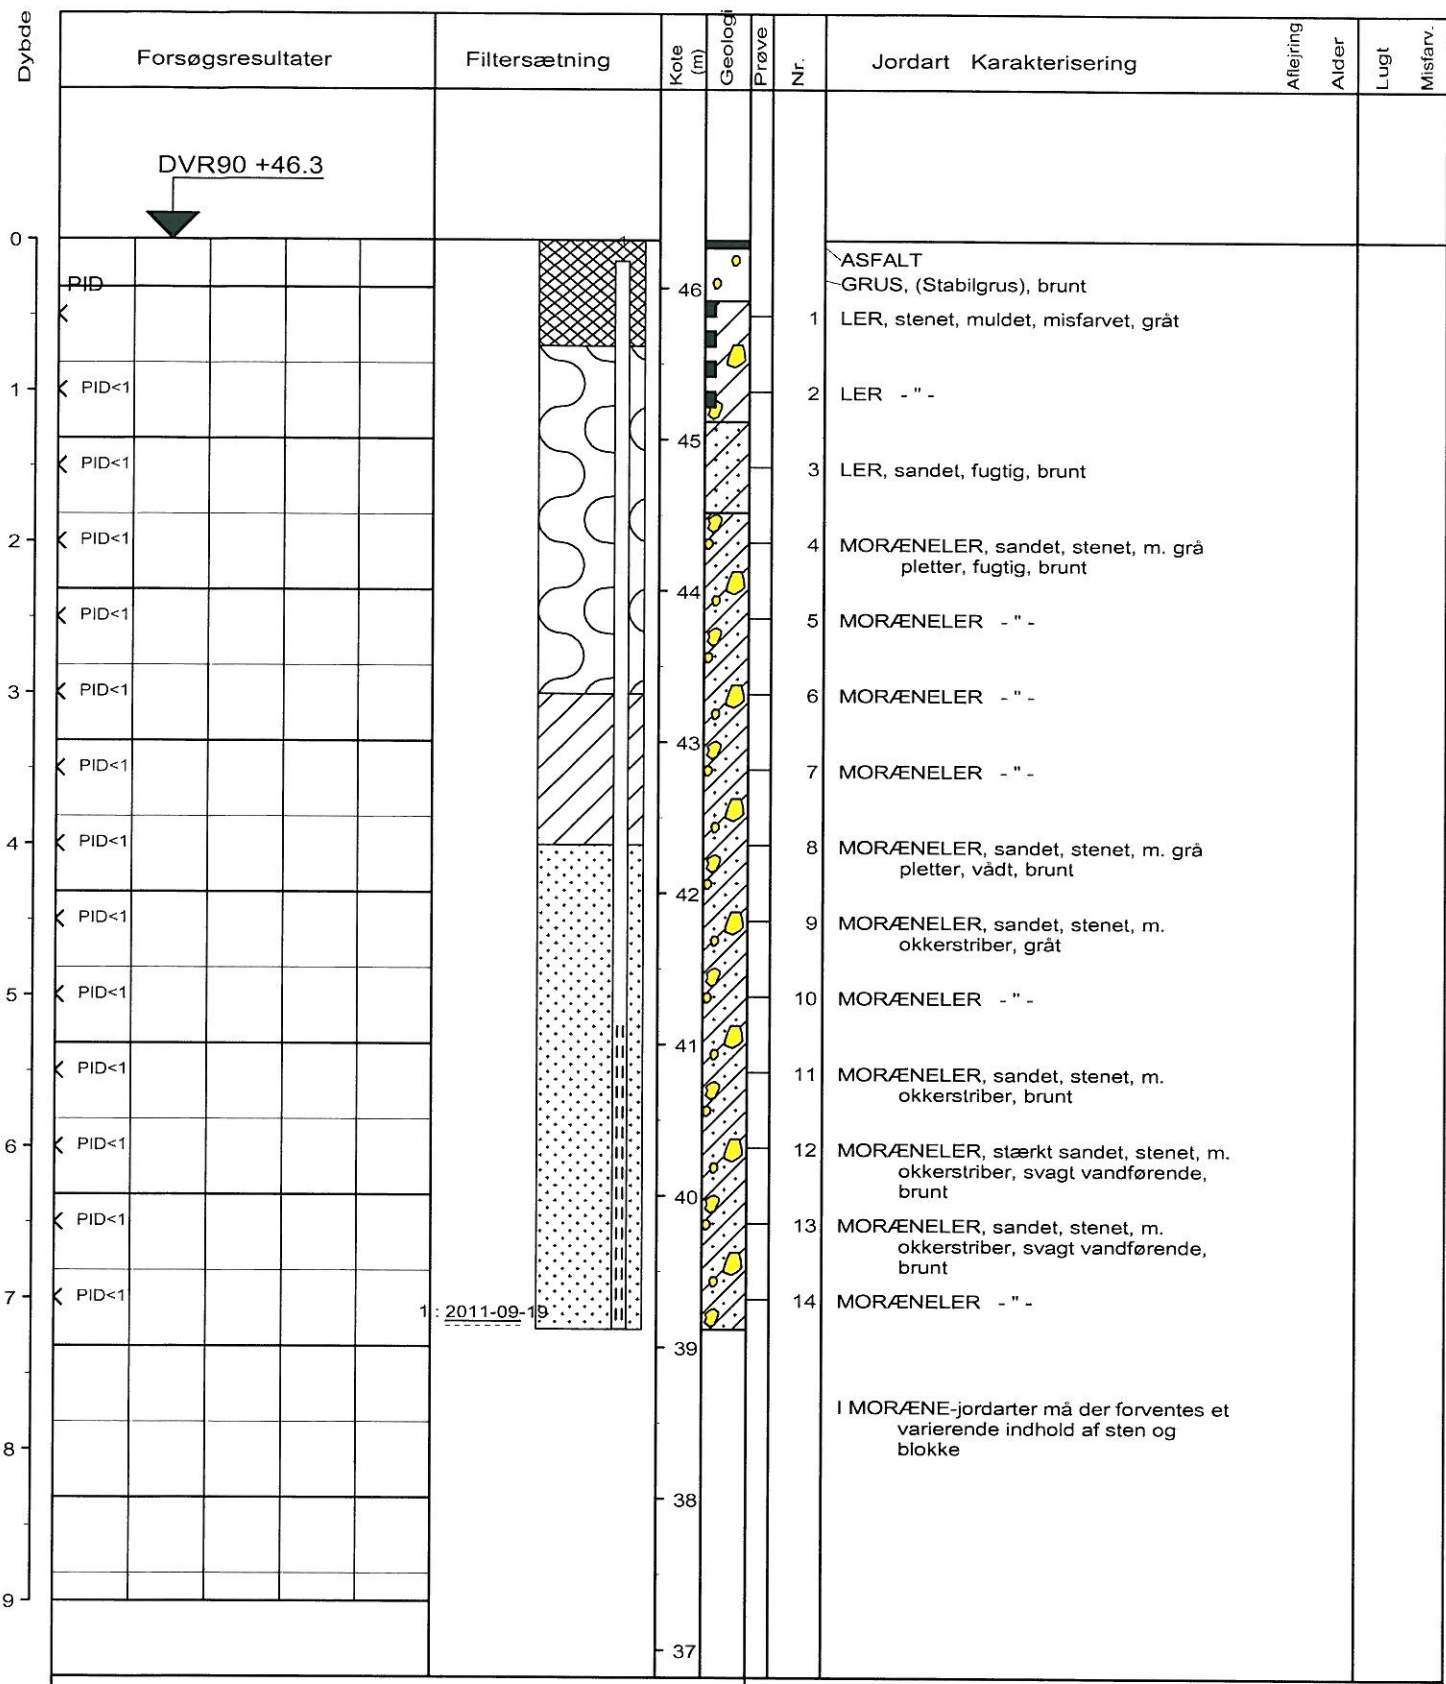 Dybde
Forsøgsresultater
Filtersætning
Kote
(m)
Geologi
Prøve
Nr.
Jordart Karakterisering
Aflejring
Alder
Lugt
Misfarv.
DVR90 +46.3
0
ASFALT
PID
46
GRUS, (Stabilgrus), brunt
1 LER, stenet, muldet, misfarvet, gråt
1
PID<1
2 LER - " -
45
PID<1
3 LER, sandet, fugtig, brunt
2
PID<1
4 MORÆNELER, sandet, stenet, m. grå
pletter, fugtig, brunt
44
PID<1
5 MORÆNELER - " -
3
PID<1
6 MORÆNELER - " -
43
PID<1
7 MORÆNELER - " -
4
PID<1
8 MORÆNELER, sandet, stenet, m. grå
pletter, vådt, brunt
42
PID<1
9 MORÆNELER, sandet, stenet, m.
okkerstriber, gråt
5
PID<1
10 MORÆNELER - " -
41
PID<1
11 MORÆNELER, sandet, stenet, m.
okkerstriber, brunt
6
PID<1
12 MORÆNELER, stærkt sandet, stenet, m.
okkerstriber, svagt vandførende,
brunt
40
PID<1
13 MORÆNELER, sandet, stenet, m.
okkerstriber, svagt vandførende,
brunt
7
PID<1
1 : 2011-09-19
14 MORÆNELER - " -
39
I MORÆNE-jordarter må der forventes et
varierende indhold af sten og
blokke
8
38
9
37